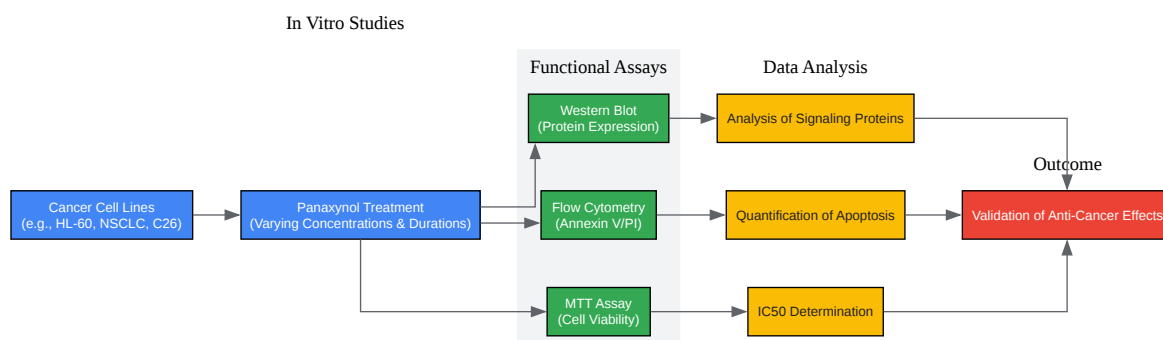 In Vitro Studies
Functional Assays
Data Analysis
Western Blot
(Protein Expression)
Analysis of Signaling Proteins
Outcome
Cancer Cell Lines
(e.g., HL-60, NSCLC, C26)
Panaxynol Treatment
(Varying Concentrations & Durations)
Flow Cytometry
(Annexin V/PI)
Quantification of Apoptosis
Validation of Anti-Cancer Effects
MTT Assay
(Cell Viability)
IC50 Determination